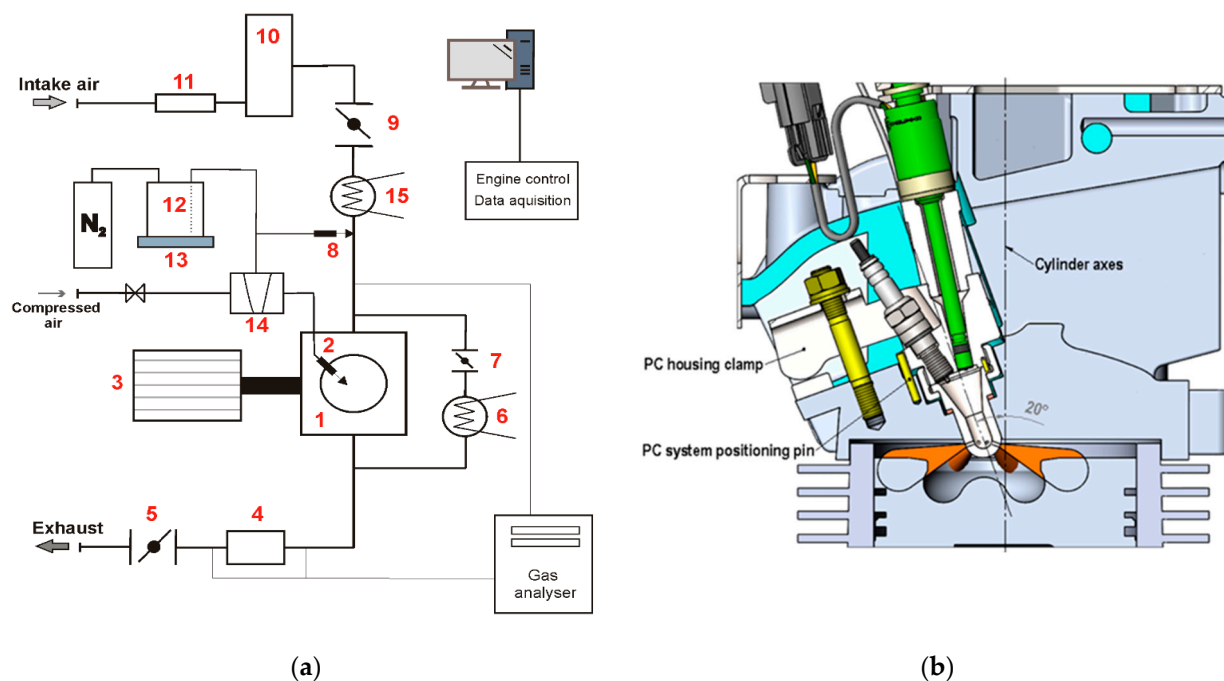 10
11
Intake air
9
Engine control
Data aquisition
15
12
N2
13
8
Compressed
air
14
2
7
3
1
6
5
4
Exhaust
Gas
analyser
(a)
Cylinder axes
PC housing clamp
20°
PC system positioning pin
(b)